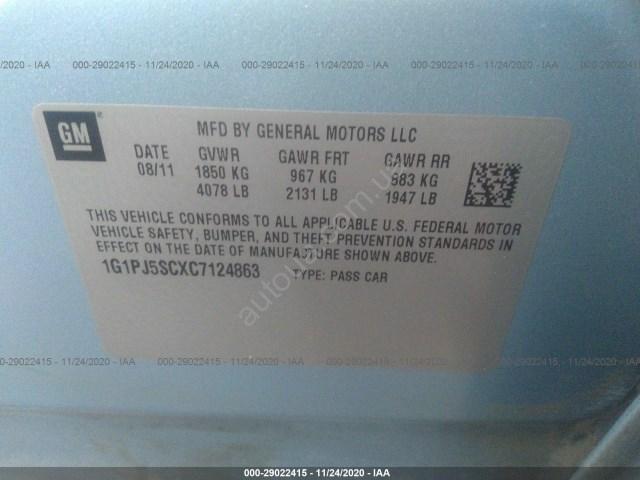 000-29022415 - 11/24/2020 - IAA
GM
MFD BY GENERAL MOTORS LLC
DATE GVWR GAWR FRT GAWR RR
08/11 1850 KG 967 KG 883 KG
4078 LB 2131 LB 1947 LB
THIS VEHICLE CONFORMS TO ALL APPLICABLE U.S. FEDERAL MOTOR
VEHICLE SAFETY, BUMPER, AND THEFT PREVENTION STANDARDS IN
EFFECT ON THE DATE OF MANUFACTURE SHOWN ABOVE.
1G1PJ5SCXC7124863 TYPE: PASS CAR
000-29022415 - 11/24/2020 - IAA
000-29022415 - 11/24/2020 - IAA